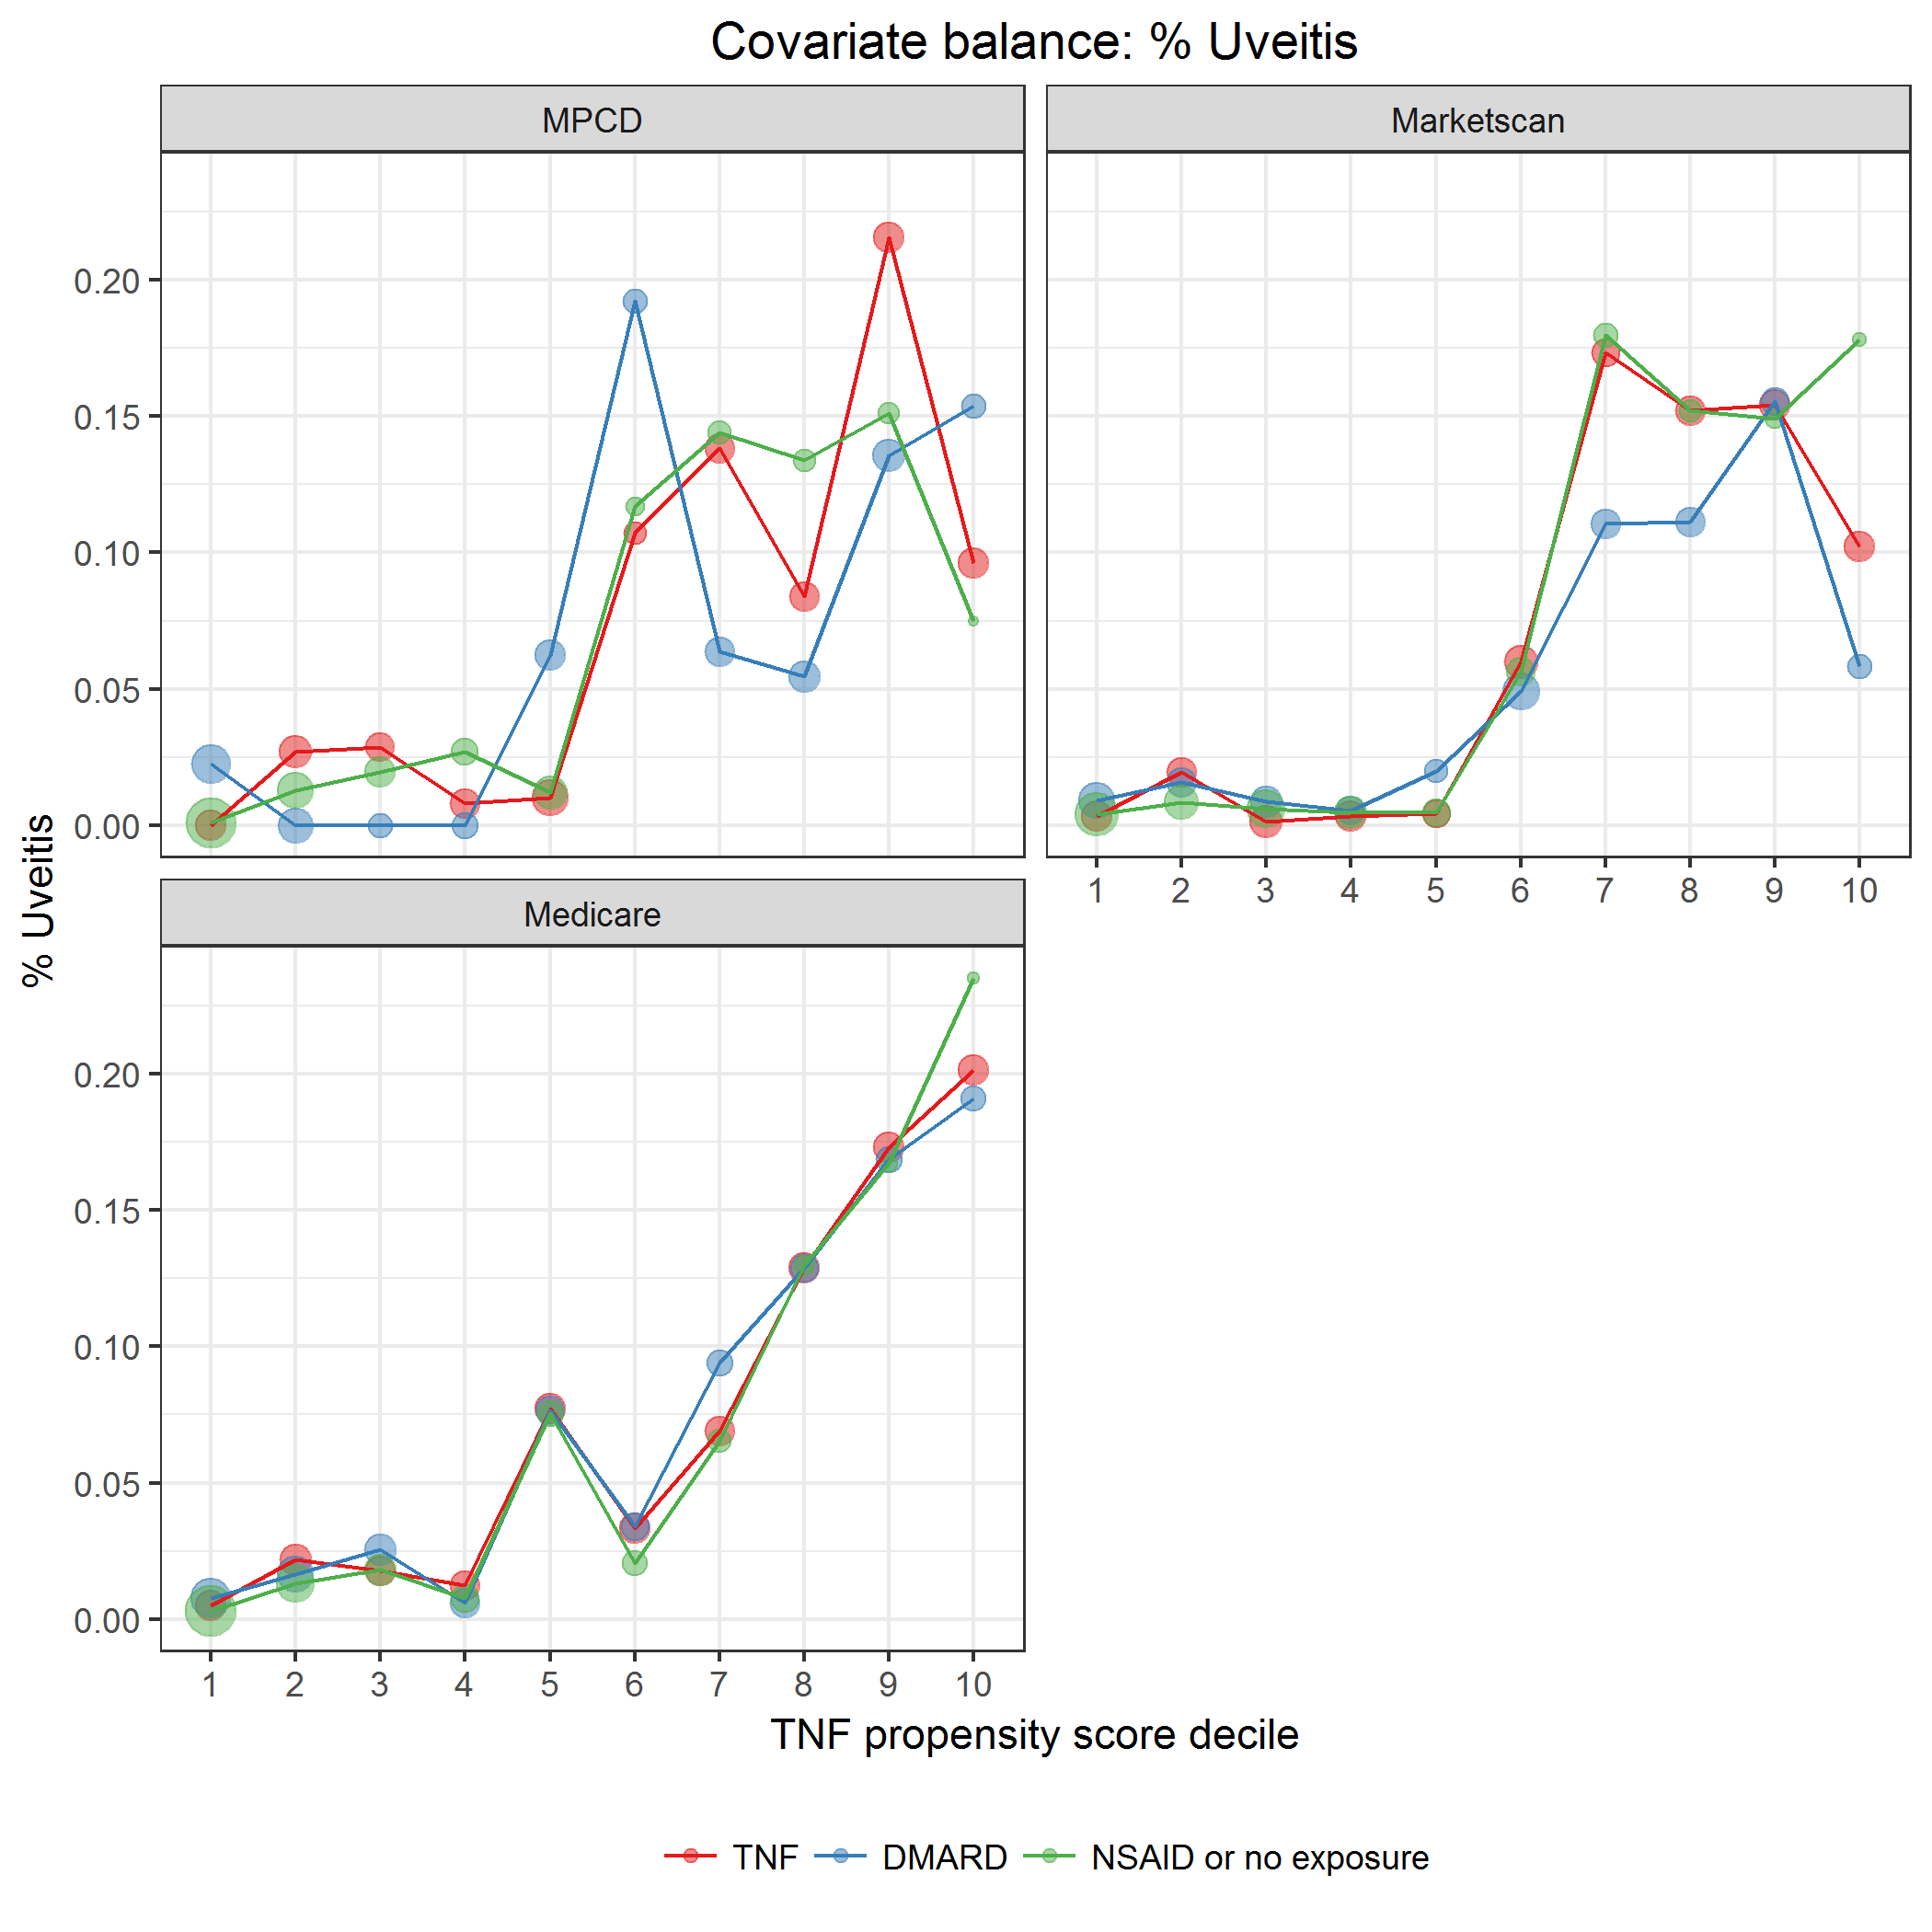 Covariate balance: % Uveitis
MPCD
Marketscan
0.20
0.15
0.10
0.05
0.00
1 2 3 4 5 6 7 8 9 10
Medicare
% Uveitis
0.20
0.15
0.10
0.05
0.00
1 2 3 4 5 6 7 8 9 10
TNF propensity score decile
TNF DMARD NSAID or no exposure